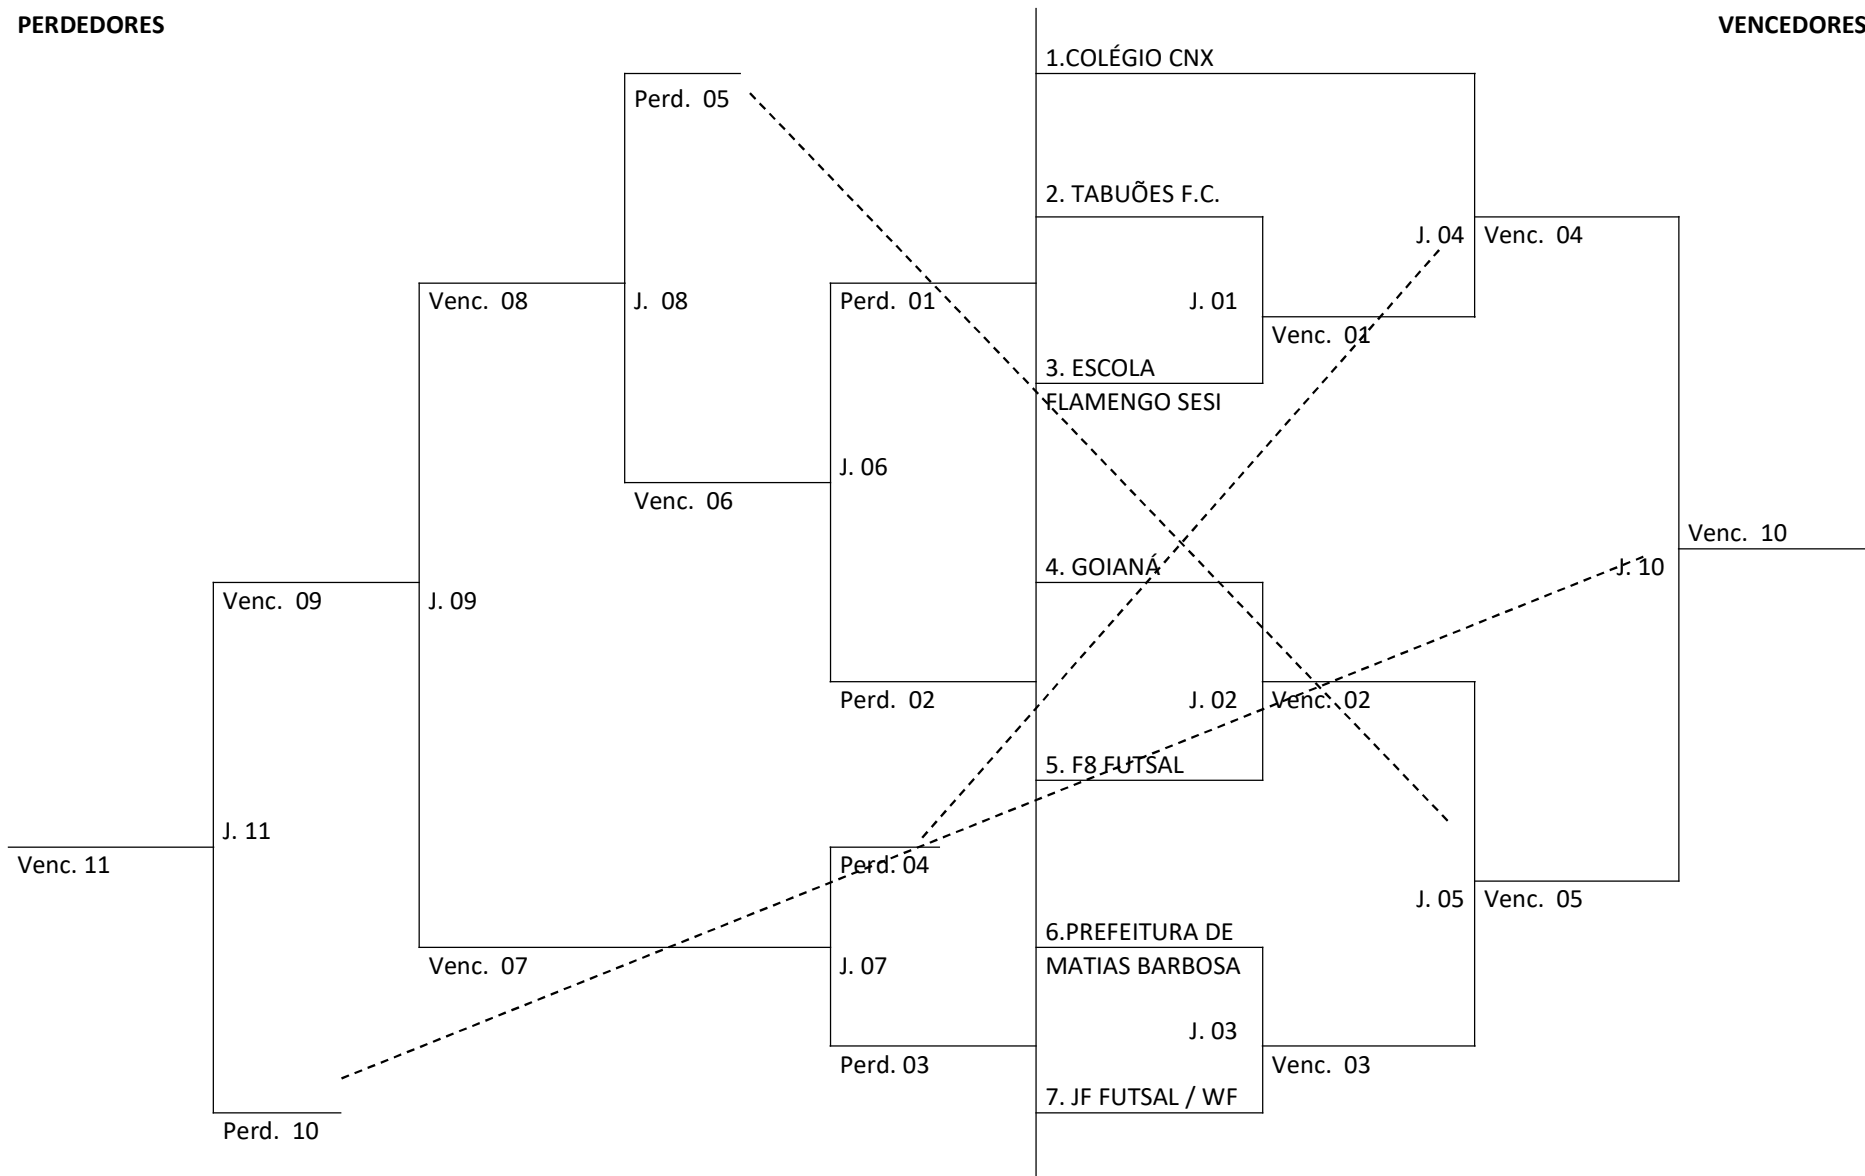 PERDEDORES
VENCEDORES
1.COLÉGIO CNX
Perd.  05
2. TABUÕES F.C.
J. 04
Venc.  04
Venc.  08
J.  08
Perd.  01
J. 01
Venc.  01
3. ESCOLA
FLAMENGO SESI
J. 06
Venc.  06
Venc.  10
4. GOIANÁ
J. 10
Venc.  09
J. 09
Perd.  02
J. 02
Venc.  02
5. F8 FUTSAL
J. 11
Venc. 11
Perd. 04
J. 05
Venc.  05
6.PREFEITURA DE
MATIAS BARBOSA
Venc.  07
J. 07
J. 03
Perd. 03
Venc.  03
7. JF FUTSAL / WF
Perd.  10